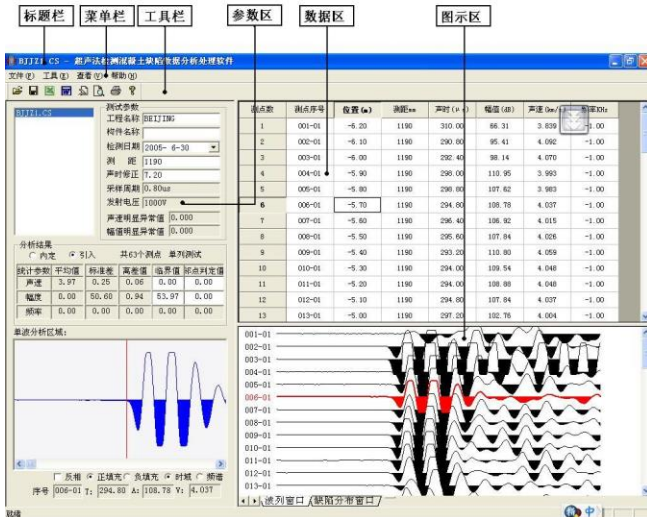 标题栏 菜单栏 工具栏 参数区 数据区 图示区
BJJZ1.CS - 超声法检测混凝土缺陷数据分析处理软件
文件(F) 工具(T) 查看(V) 帮助(H)
BJJZ1.CS
测试参数
工程名称 BEIJING
构件名称
检测日期 2005- 6-30
测 距 1190
声时修正 7.20
采样周期 0.80us
发射电压 1000V
声速明显异常值 0.000
幅值明显异常值 0.000
分析结果
内定 引入 共63个测点 单列测试
统计参数 平均值 标准差 离差值 临界值 邻点判定值
声速 3.97 0.25 0.06 0.00 0.00
幅度 0.00 50.60 0.94 53.97 0.00
频率 0.00 0.00 0.00 0.00 0.00
单波分析区域:
反相 正填充 负填充 时域 频谱
序号 006-01 T: 294.80 A: 108.78 V: 4.037
就绪
测点数 测点序号 位置(m) 测距mm 声时(μs) 幅值(dB) 声速(km/s) 频率KHz
1 001-01 -6.20 1190 310.00 66.31 3.839 -1.00
2 002-01 -6.10 1190 290.80 95.41 4.092 -1.00
3 003-01 -6.00 1190 292.40 98.14 4.070 -1.00
4 004-01 -5.90 1190 298.00 110.95 3.993 -1.00
5 005-01 -5.80 1190 298.80 107.62 3.983 -1.00
6 006-01 -5.70 1190 294.80 108.78 4.037 -1.00
7 007-01 -5.60 1190 296.40 106.92 4.015 -1.00
8 008-01 -5.50 1190 295.60 107.84 4.026 -1.00
9 009-01 -5.40 1190 293.20 110.80 4.059 -1.00
10 010-01 -5.30 1190 294.00 109.54 4.048 -1.00
11 011-01 -5.20 1190 294.00 108.88 4.048 -1.00
12 012-01 -5.10 1190 294.80 107.84 4.037 -1.00
13 013-01 -5.00 1190 297.20 102.76 4.004 -1.00
001-01
002-01
003-01
004-01
005-01
006-01
007-01
008-01
009-01
010-01
011-01
012-01
013-01
波列窗口 缺陷分布窗口
中